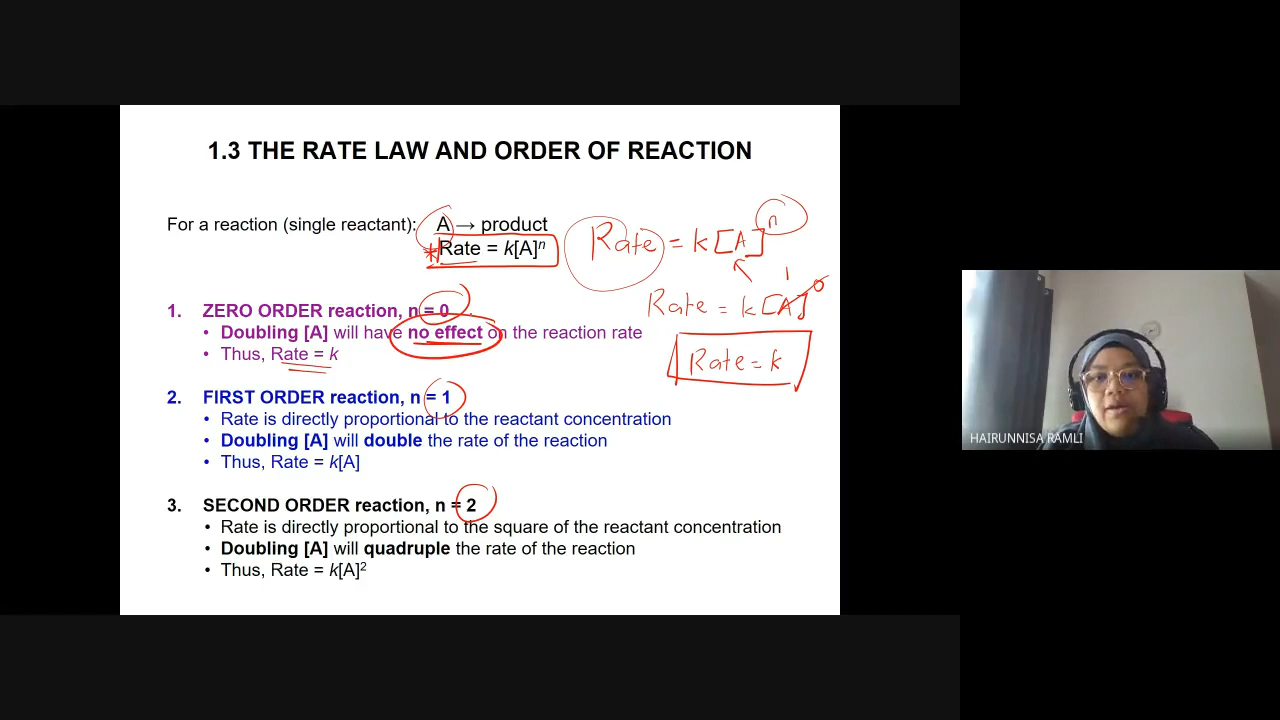 1.3 THE RATE LAW AND ORDER OF REACTION
For a reaction (single reactant): A → product
*Rate = k[A]ⁿ
Rate = k[A]ⁿ
Rate = k[A]⁰
1
Rate = k
1. ZERO ORDER reaction, n = 0
• Doubling [A] will have no effect on the reaction rate
• Thus, Rate = k
2. FIRST ORDER reaction, n = 1
• Rate is directly proportional to the reactant concentration
• Doubling [A] will double the rate of the reaction
• Thus, Rate = k[A]
3. SECOND ORDER reaction, n = 2
• Rate is directly proportional to the square of the reactant concentration
• Doubling [A] will quadruple the rate of the reaction
• Thus, Rate = k[A]²
HAIRUNNISA RAMLI